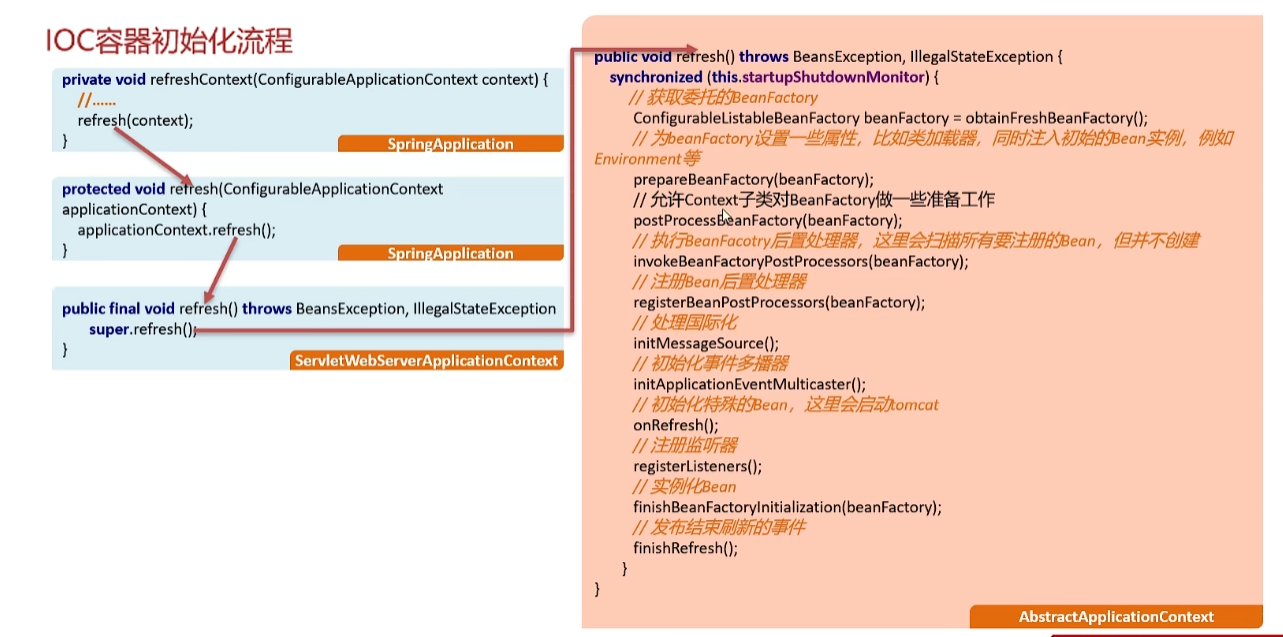 IOC容器初始化流程
private void refreshContext(ConfigurableApplicationContext context) {
//......
refresh(context);
}
SpringApplication
protected void refresh(ConfigurableApplicationContext
applicationContext) {
applicationContext.refresh();
}
SpringApplication
public final void refresh() throws BeansException, IllegalStateException
super.refresh();
}
ServletWebServerApplicationContext
public void refresh() throws BeansException, IllegalStateException {
synchronized (this.startupShutdownMonitor) {
// 获取委托的BeanFactory
ConfigurableListableBeanFactory beanFactory = obtainFreshBeanFactory();
// 为beanFactory设置一些属性，比如类加载器，同时注入初始的Bean实例，例如
Environment等
prepareBeanFactory(beanFactory);
// 允许Context子类对BeanFactory做一些准备工作
postProcessBeanFactory(beanFactory);
// 执行BeanFacotry后置处理器，这里会扫描所有要注册的Bean，但并不创建
invokeBeanFactoryPostProcessors(beanFactory);
// 注册Bean后置处理器
registerBeanPostProcessors(beanFactory);
// 处理国际化
initMessageSource();
// 初始化事件多播器
initApplicationEventMulticaster();
// 初始化特殊的Bean，这里会启动tomcat
onRefresh();
// 注册监听器
registerListeners();
// 实例化Bean
finishBeanFactoryInitialization(beanFactory);
// 发布结束刷新的事件
finishRefresh();
}
}
AbstractApplicationContext